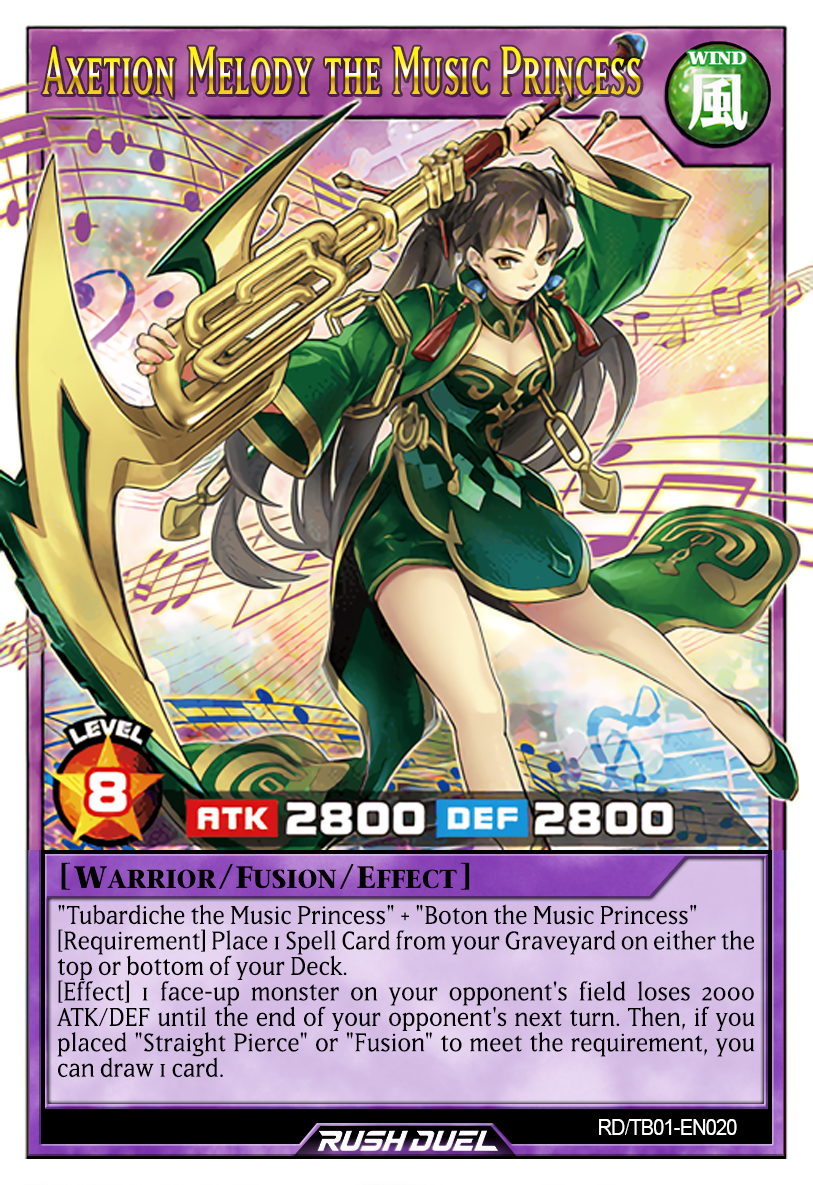 Axetion Melody the Music Princess
WIND
風
LEVEL
8
ATK 2800 DEF 2800
[Warrior/Fusion/Effect]
"Tubardiche the Music Princess" + "Boton the Music Princess"
[Requirement] Place 1 Spell Card from your Graveyard on either the
top or bottom of your Deck.
[Effect] 1 face-up monster on your opponent's field loses 2000
ATK/DEF until the end of your opponent's next turn. Then, if you
placed "Straight Pierce" or "Fusion" to meet the requirement, you
can draw 1 card.
RD/TB01-EN020
RUSH DUEL